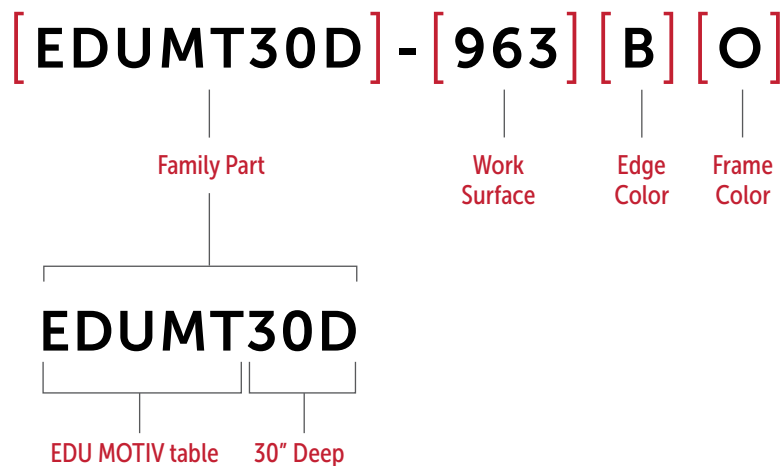 [EDUMT30D] - [963] [B] [O]
Family Part
Work
Surface
Edge
Color
Frame
Color
EDUMT30D
EDU MOTIV table
30” Deep